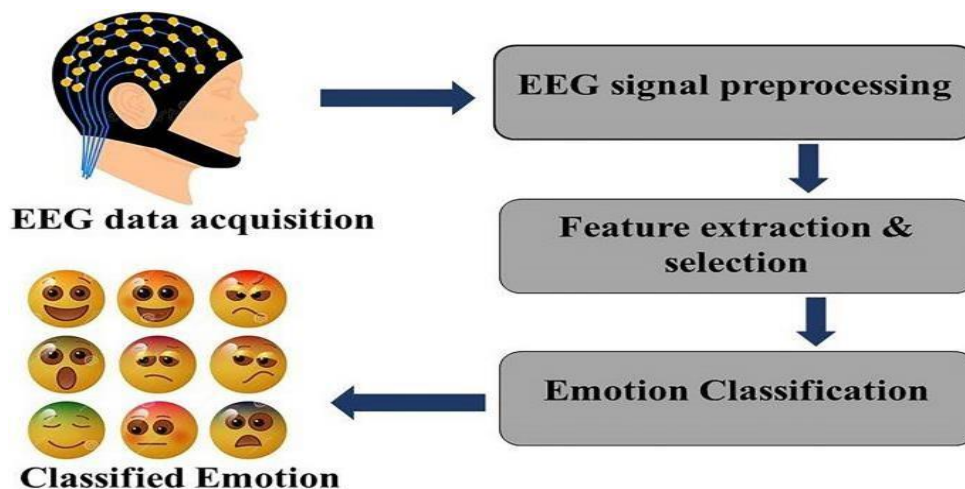 EEG signal preprocessing
EEG data acquisition
Feature extraction &
selection
Emotion Classification
Classified Emotion